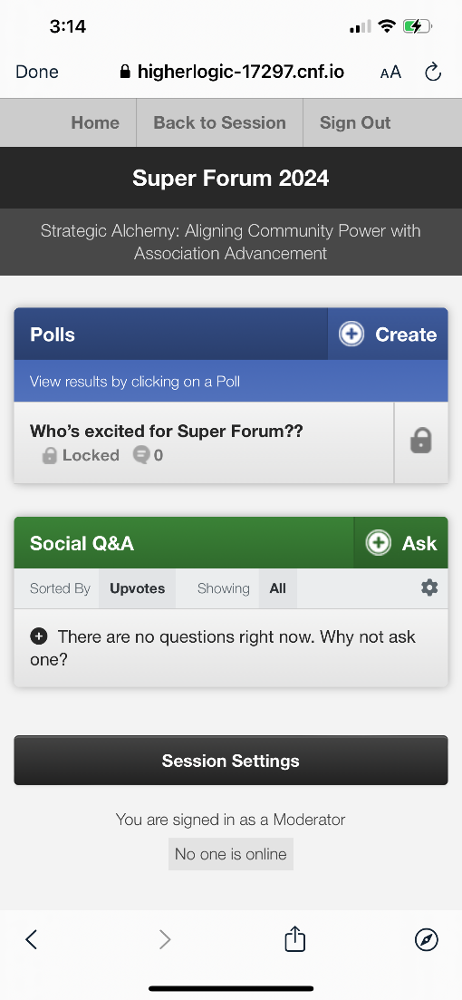 3:14
Done
higherlogic-17297.cnf.io
AA
Home
Back to Session
Sign Out
Super Forum 2024
Strategic Alchemy: Aligning Community Power with
Association Advancement
Polls
Create
View results by clicking on a Poll
Who's excited for Super Forum??
Locked
0
Social Q&A
Ask
Sorted By
Upvotes
Showing
All
There are no questions right now. Why not ask
one?
Session Settings
You are signed in as a Moderator
No one is online